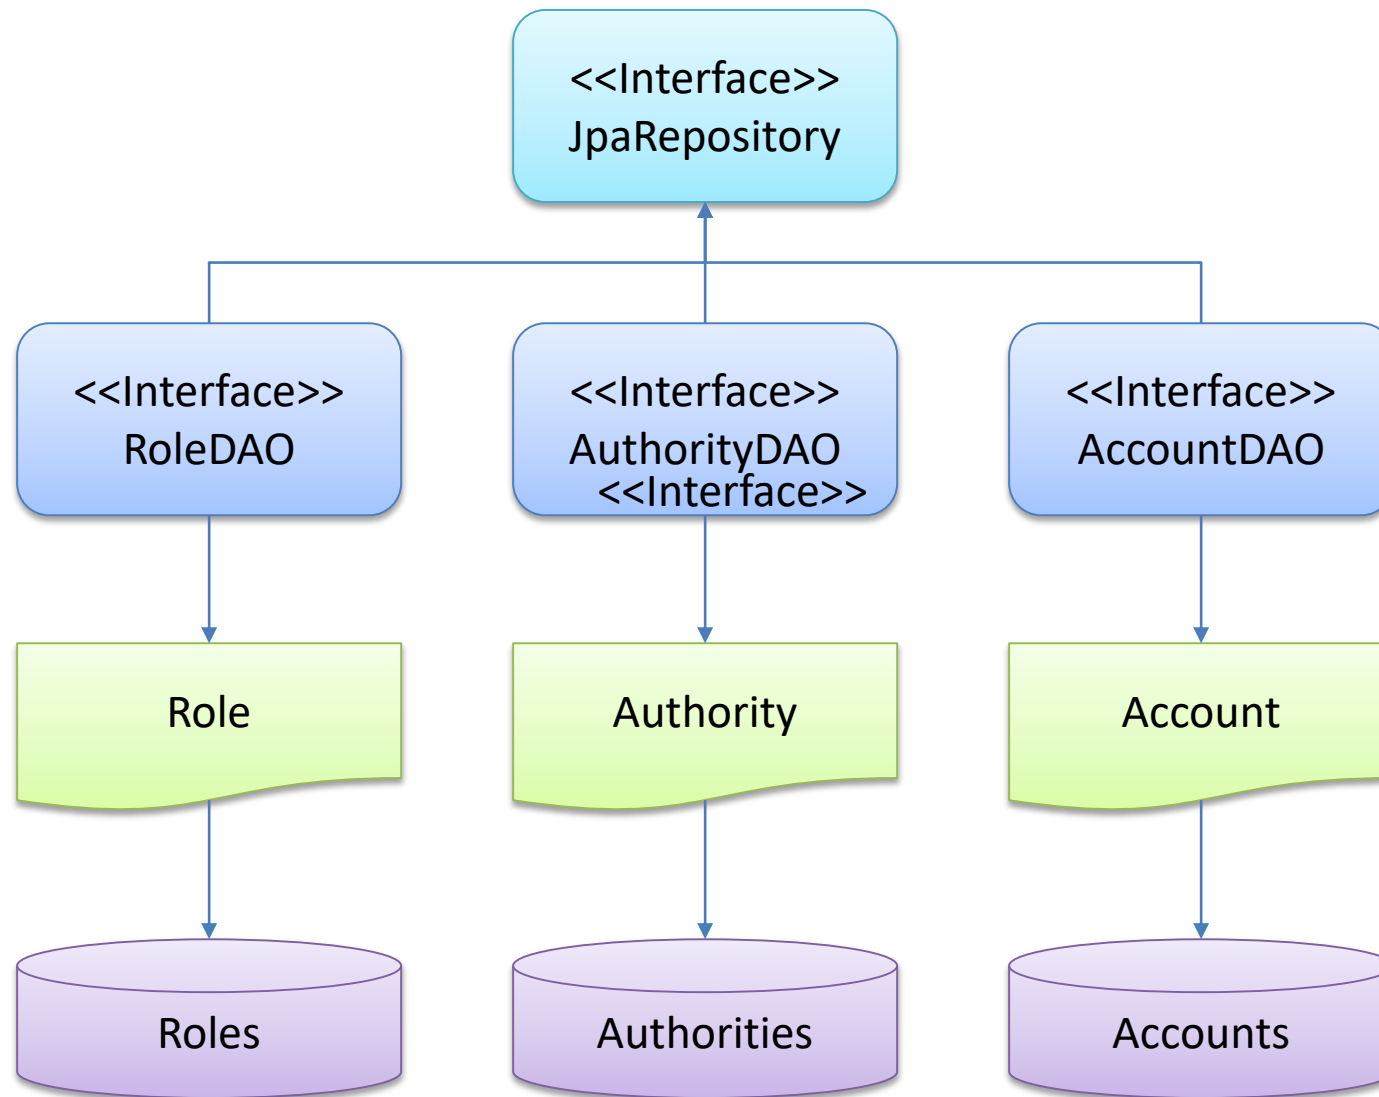 <<Interface>>
JpaRepository
<<Interface>>
RoleDAO
<<Interface>>
AuthorityDAO
<<Interface>>
<<Interface>>
AccountDAO
Role
Authority
Account
Roles
Authorities
Accounts